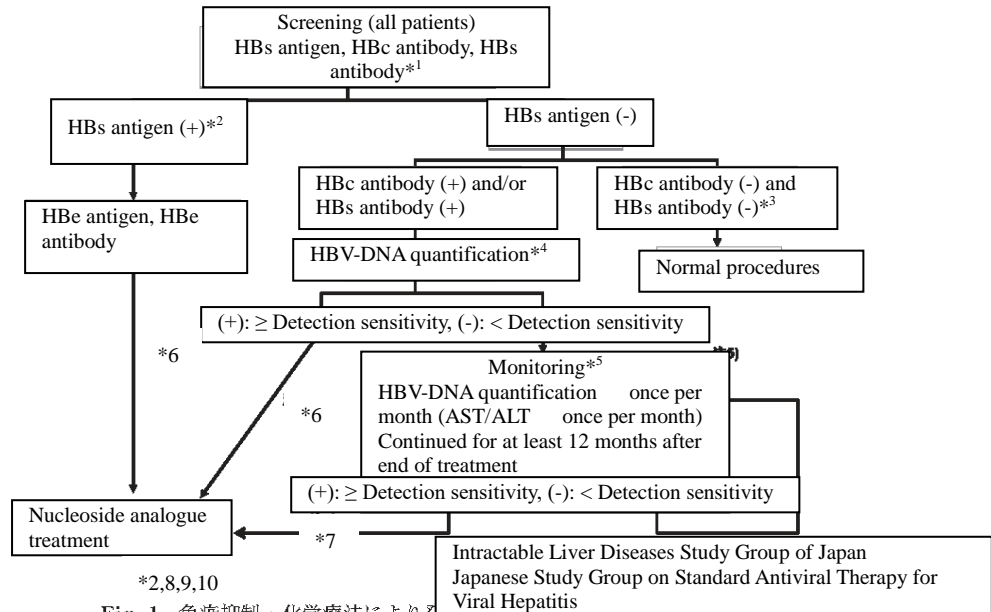 Screening (all patients)
HBs antigen, HBc antibody, HBs
antibody*1
HBs antigen (+)*2
HBs antigen (-)
HBc antibody (+) and/or
HBs antibody (+)
HBc antibody (-) and
HBs antibody (-)*3
HBe antigen, HBe
antibody
HBV-DNA quantification*4
Normal procedures
(+): ≥ Detection sensitivity, (-): < Detection sensitivity
*6
*6
Monitoring*5
HBV-DNA quantification once per
month (AST/ALT once per month)
Continued for at least 12 months after
end of treatment
(+): ≥ Detection sensitivity, (-): < Detection sensitivity
Nucleoside analogue
treatment
*7
*2,8,9,10
Intractable Liver Diseases Study Group of Japan
Japanese Study Group on Standard Antiviral Therapy for
Viral Hepatitis
Fig. 1 免疫抑制・化学療法により